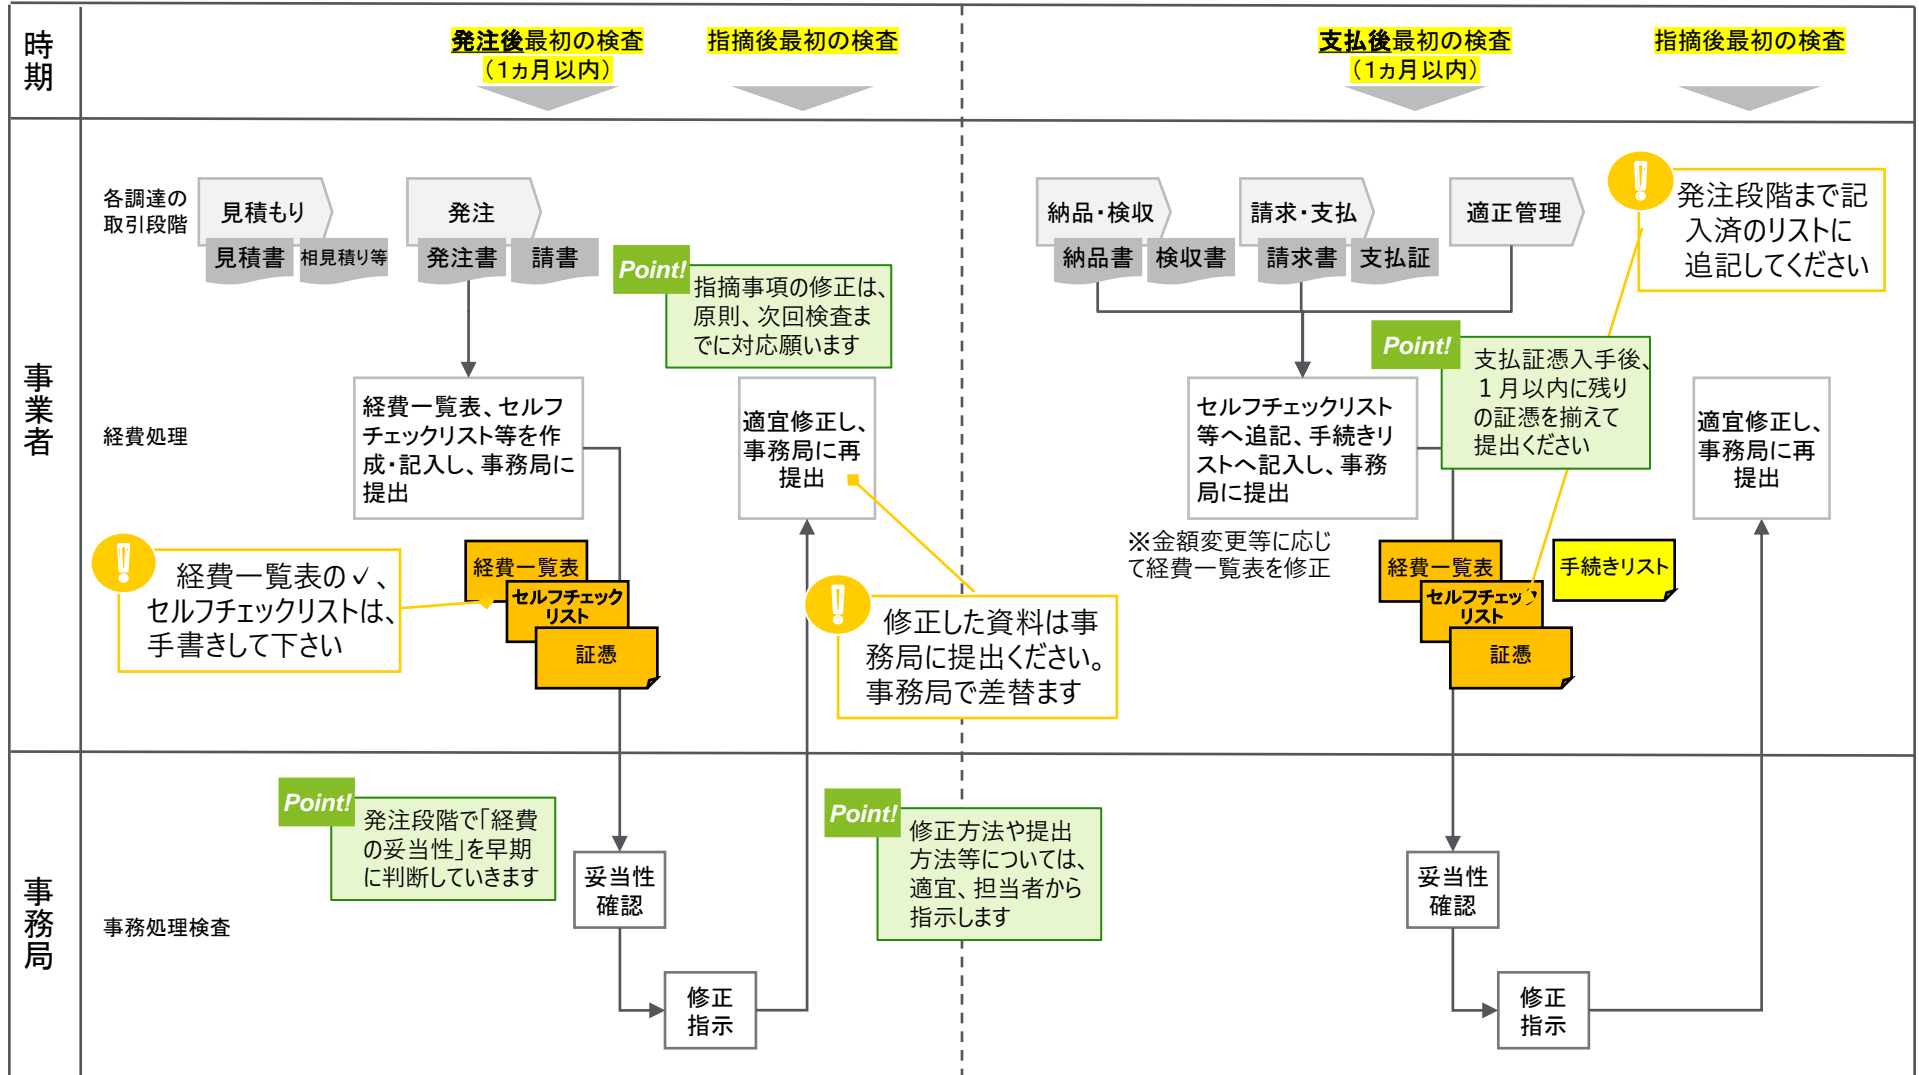 時期
発注後最初の検査
（1ヵ月以内）
指摘後最初の検査
支払後最初の検査
（1ヵ月以内）
指摘後最初の検査
事業者
各調達の
取引段階
見積もり
見積書
相見積り等
発注
発注書
請書
Point!
指摘事項の修正は、
原則、次回検査ま
でに対応願います
納品・検収
納品書
検収書
請求・支払
請求書
支払証
適正管理
発注段階まで記
入済のリストに
追記してください
経費処理
経費一覧表、セルフ
チェックリスト等を作
成・記入し、事務局に
提出
適宜修正し、
事務局に再
提出
セルフチェックリスト
等へ追記、手続きリ
ストへ記入し、事務
局に提出
Point!
支払証憑入手後、
１月以内に残り
の証憑を揃えて
提出ください
適宜修正し、
事務局に再
提出
※金額変更等に応じ
て経費一覧表を修正
経費一覧表の✓、
セルフチェックリストは、
手書きして下さい
経費一覧表
セルフチェック
リスト
証憑
修正した資料は事
務局に提出ください。
事務局で差替ます
経費一覧表
セルフチェック
リスト
証憑
手続きリスト
事務局
事務処理検査
Point!
発注段階で「経費
の妥当性」を早期
に判断していきます
妥当性
確認
修正
指示
Point!
修正方法や提出
方法等については、
適宜、担当者から
指示します
妥当性
確認
修正
指示